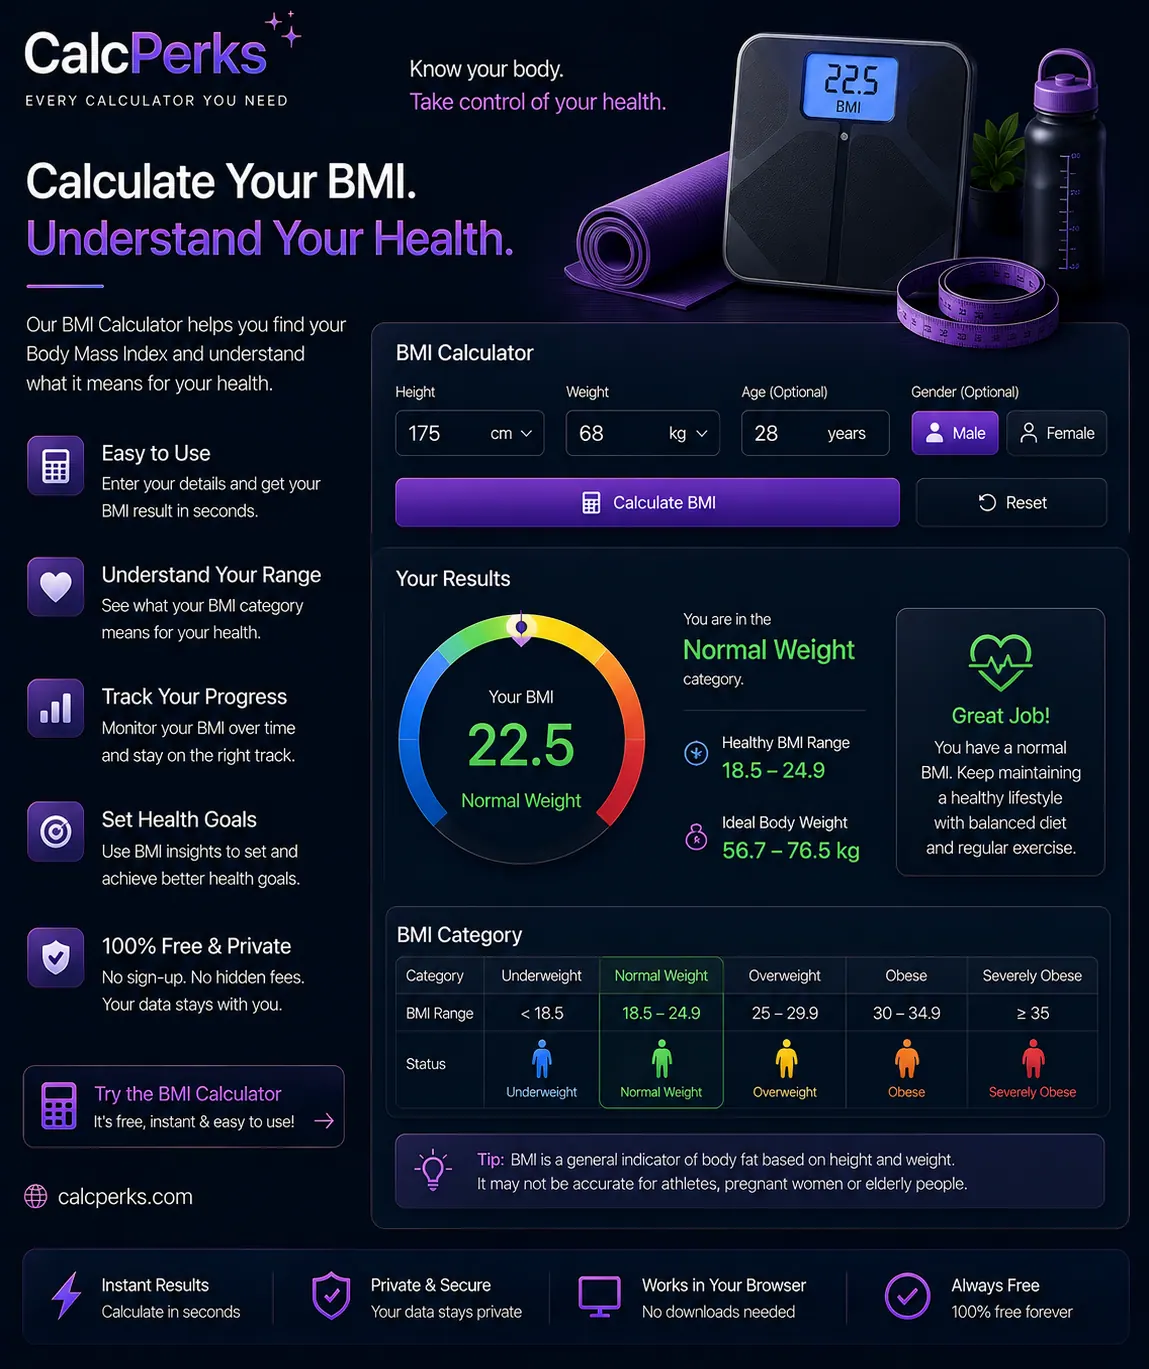 CalcPerks
EVERY CALCULATOR YOU NEED
Know your body.
Take control of your health.
22.5
BMI
Calculate Your BMI.
Understand Your Health.
Our BMI Calculator helps you find your
Body Mass Index and understand
what it means for your health.
Easy to Use
Enter your details and get your
BMI result in seconds.
Understand Your Range
See what your BMI category
means for your health.
Track Your Progress
Monitor your BMI over time
and stay on the right track.
Set Health Goals
Use BMI insights to set and
achieve better health goals.
100% Free & Private
No sign-up. No hidden fees.
Your data stays with you.
Try the BMI Calculator
It's free, instant & easy to use!
calcperks.com
BMI Calculator
Height Weight Age (Optional) Gender (Optional)
175 cm 68 kg 28 years Male Female
Calculate BMI Reset
Your Results
Your BMI
22.5
Normal Weight
You are in the
Normal Weight
category.
Healthy BMI Range
18.5 – 24.9
Ideal Body Weight
56.7 – 76.5 kg
Great Job!
You have a normal
BMI. Keep maintaining
a healthy lifestyle
with balanced diet
and regular exercise.
BMI Category
Category Underweight Normal Weight Overweight Obese Severely Obese
BMI Range < 18.5 18.5 – 24.9 25 – 29.9 30 – 34.9 ≥ 35
Status Underweight Normal Weight Overweight Obese Severely Obese
Tip: BMI is a general indicator of body fat based on height and weight.
It may not be accurate for athletes, pregnant women or elderly people.
Instant Results
Calculate in seconds
Private & Secure
Your data stays private
Works in Your Browser
No downloads needed
Always Free
100% free forever